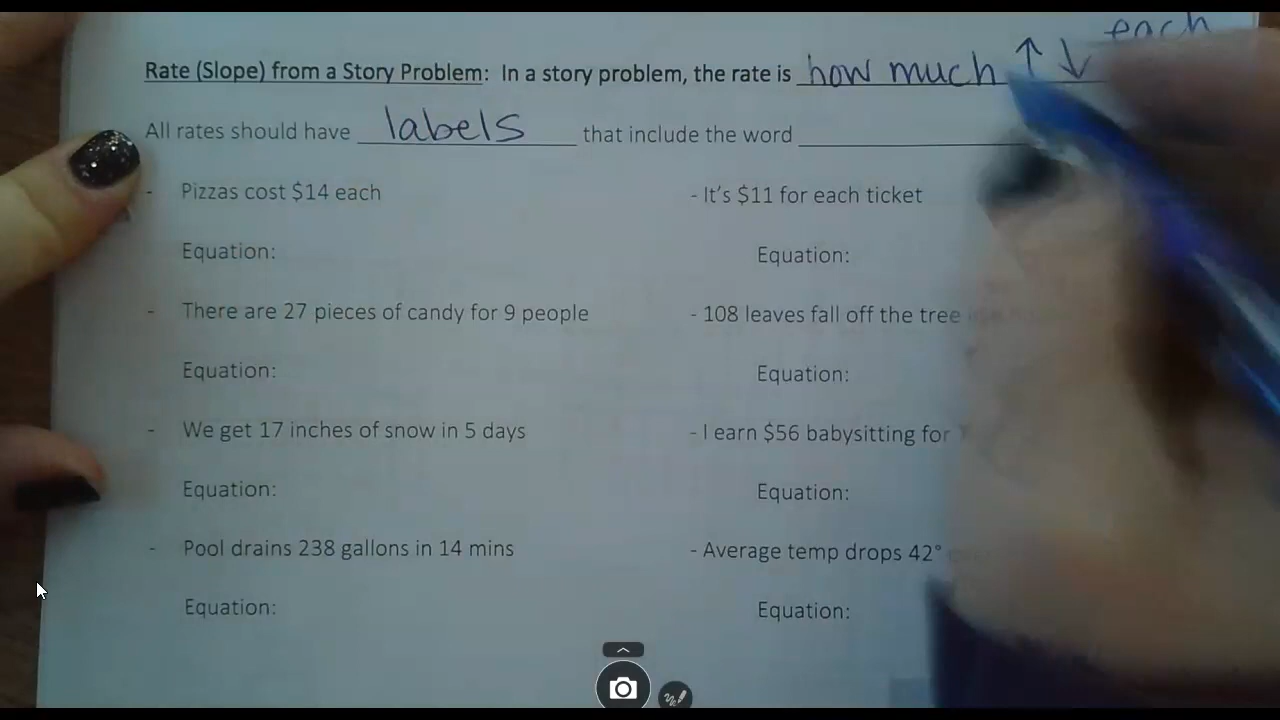 each
Rate (Slope) from a Story Problem: In a story problem, the rate is how much ↑ ↓
All rates should have labels that include the word
- Pizzas cost $14 each
- It's $11 for each ticket
Equation:
Equation:
- There are 27 pieces of candy for 9 people
- 108 leaves fall off the tree
Equation:
Equation:
- We get 17 inches of snow in 5 days
- I earn $56 babysitting for
Equation:
Equation:
- Pool drains 238 gallons in 14 mins
- Average temp drops 42°
Equation:
Equation: